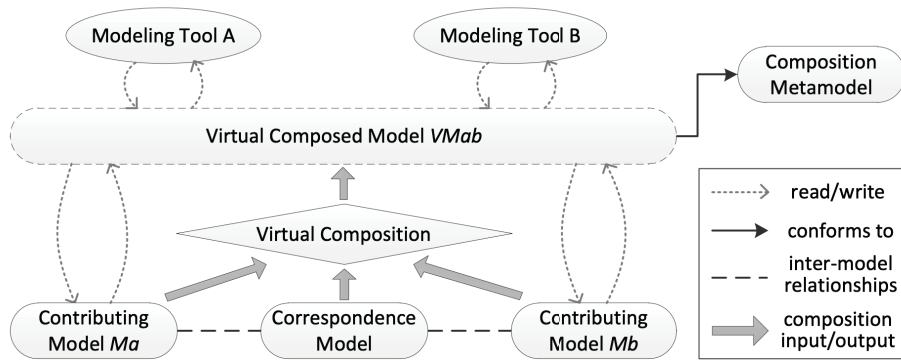 Modeling Tool A
Modeling Tool B
Composition
Metamodel
Virtual Composed Model VMab
Virtual Composition
Contributing
Model Ma
Correspondence
Model
Contributing
Model Mb
read/write
conforms to
inter-model
relationships
composition
input/output